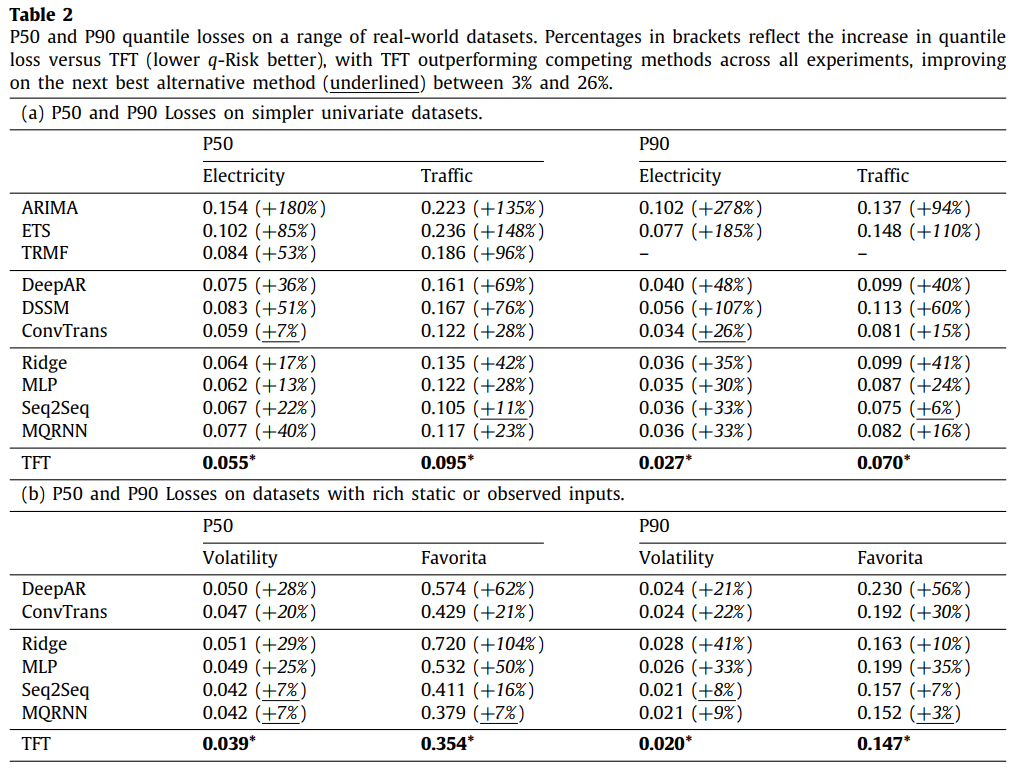 Table 2
P50 and P90 quantile losses on a range of real-world datasets. Percentages in brackets reflect the increase in quantile
loss versus TFT (lower q-Risk better), with TFT outperforming competing methods across all experiments, improving
on the next best alternative method (underlined) between 3% and 26%.
(a) P50 and P90 Losses on simpler univariate datasets.
P50 P90
Electricity Traffic Electricity Traffic
ARIMA 0.154 (+180%) 0.223 (+135%) 0.102 (+278%) 0.137 (+94%)
ETS 0.102 (+85%) 0.236 (+148%) 0.077 (+185%) 0.148 (+110%)
TRMF 0.084 (+53%) 0.186 (+96%) – –
DeepAR 0.075 (+36%) 0.161 (+69%) 0.040 (+48%) 0.099 (+40%)
DSSM 0.083 (+51%) 0.167 (+76%) 0.056 (+107%) 0.113 (+60%)
ConvTrans 0.059 (+7%) 0.122 (+28%) 0.034 (+26%) 0.081 (+15%)
Ridge 0.064 (+17%) 0.135 (+42%) 0.036 (+35%) 0.099 (+41%)
MLP 0.062 (+13%) 0.122 (+28%) 0.035 (+30%) 0.087 (+24%)
Seq2Seq 0.067 (+22%) 0.105 (+11%) 0.036 (+33%) 0.075 (+6%)
MQRNN 0.077 (+40%) 0.117 (+23%) 0.036 (+33%) 0.082 (+16%)
TFT 0.055* 0.095* 0.027* 0.070*
(b) P50 and P90 Losses on datasets with rich static or observed inputs.
P50 P90
Volatility Favorita Volatility Favorita
DeepAR 0.050 (+28%) 0.574 (+62%) 0.024 (+21%) 0.230 (+56%)
ConvTrans 0.047 (+20%) 0.429 (+21%) 0.024 (+22%) 0.192 (+30%)
Ridge 0.051 (+29%) 0.720 (+104%) 0.028 (+41%) 0.163 (+10%)
MLP 0.049 (+25%) 0.532 (+50%) 0.026 (+33%) 0.199 (+35%)
Seq2Seq 0.042 (+7%) 0.411 (+16%) 0.021 (+8%) 0.157 (+7%)
MQRNN 0.042 (+7%) 0.379 (+7%) 0.021 (+9%) 0.152 (+3%)
TFT 0.039* 0.354* 0.020* 0.147*